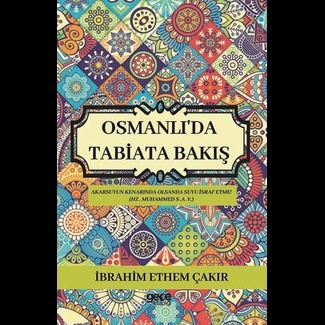 OSMANLI'DA
TABİATA BAKIŞ
AKARSUYUN KENARINDA OLSANDA SUYU İSRAF ETME!
(HZ. MUHAMMED S .A .V.)
İBRAHİM ETHEM ÇAKIR
gece